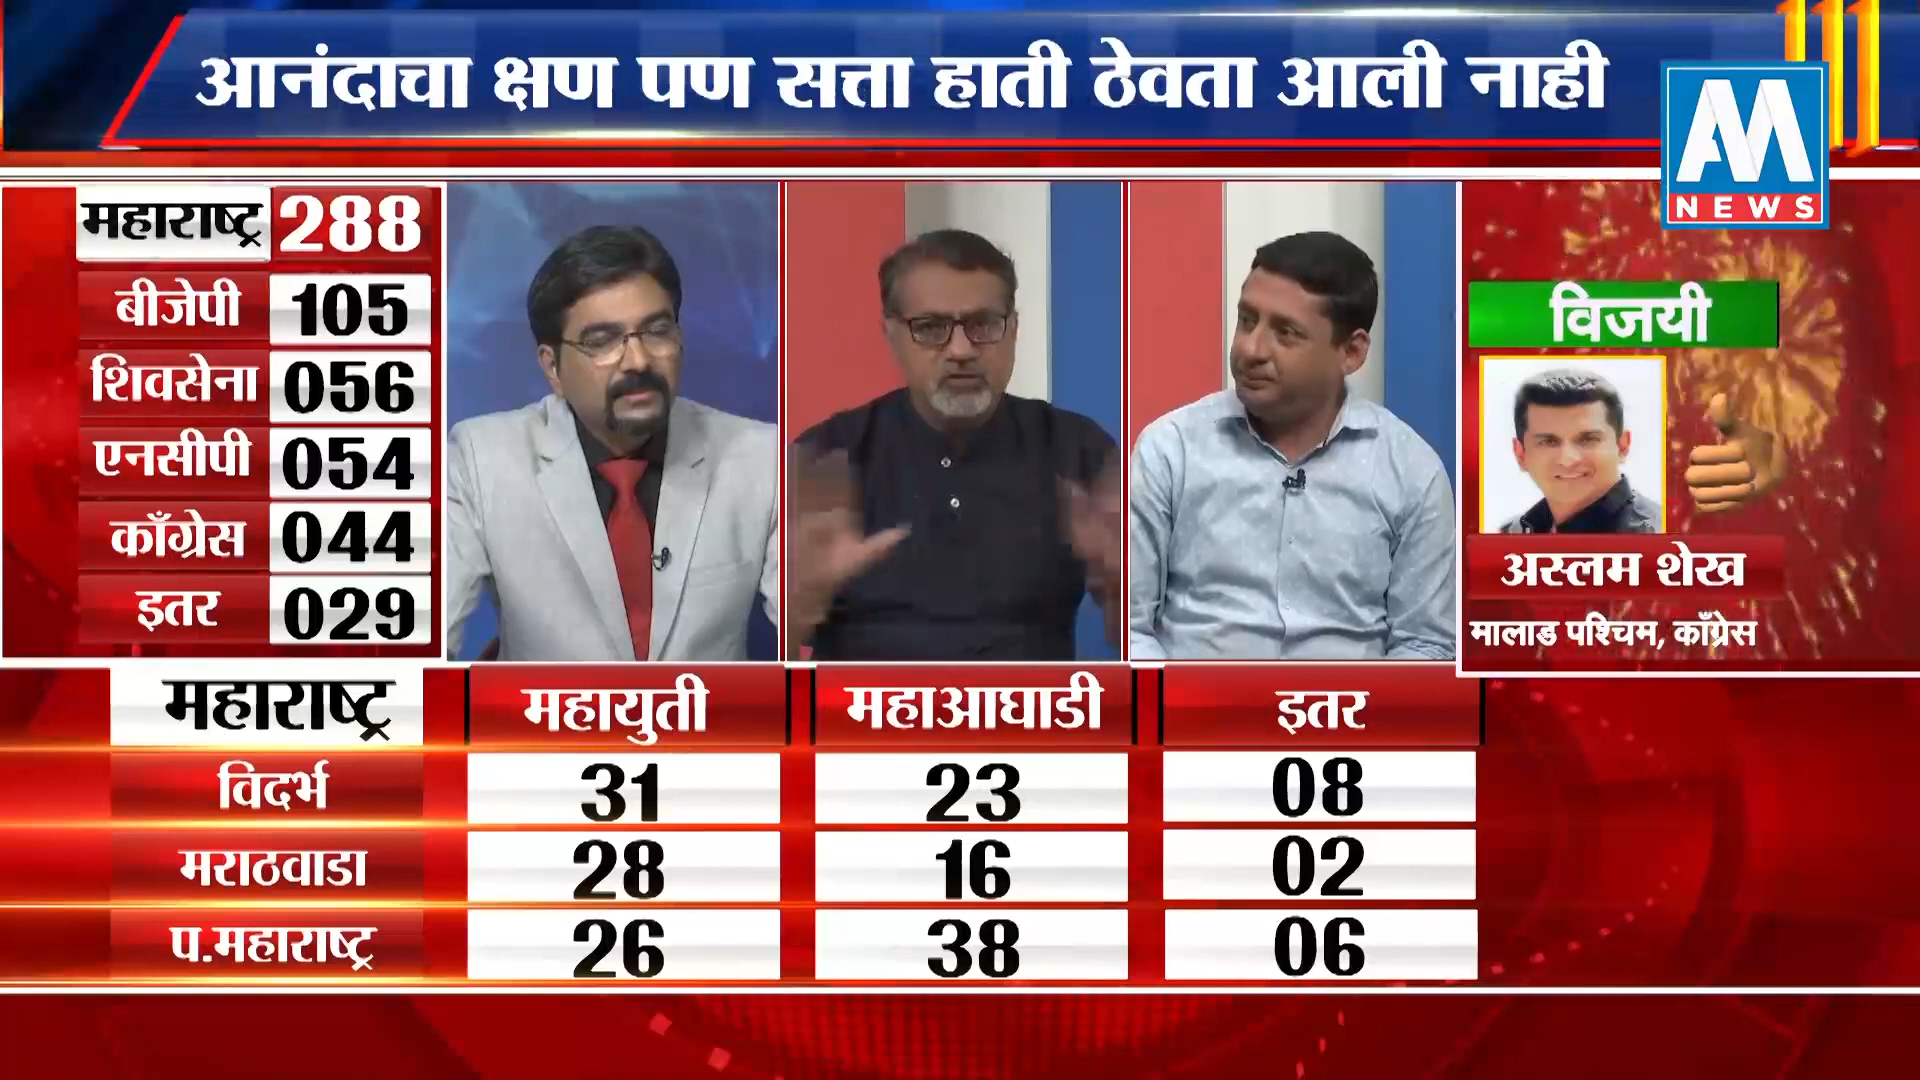 आनंदाचा क्षण पण सत्ता हाती ठेवता आली नाही
AM
NEWS
महाराष्ट्र 288
बीजेपी 105
शिवसेना 056
एनसीपी 054
काँग्रेस 044
इतर 029
विजयी
अस्लम शेख
मालाड पश्चिम, काँग्रेस
महाराष्ट्र महायुती महाआघाडी इतर
विदर्भ 31 23 08
मराठवाडा 28 16 02
प.महाराष्ट्र 26 38 06